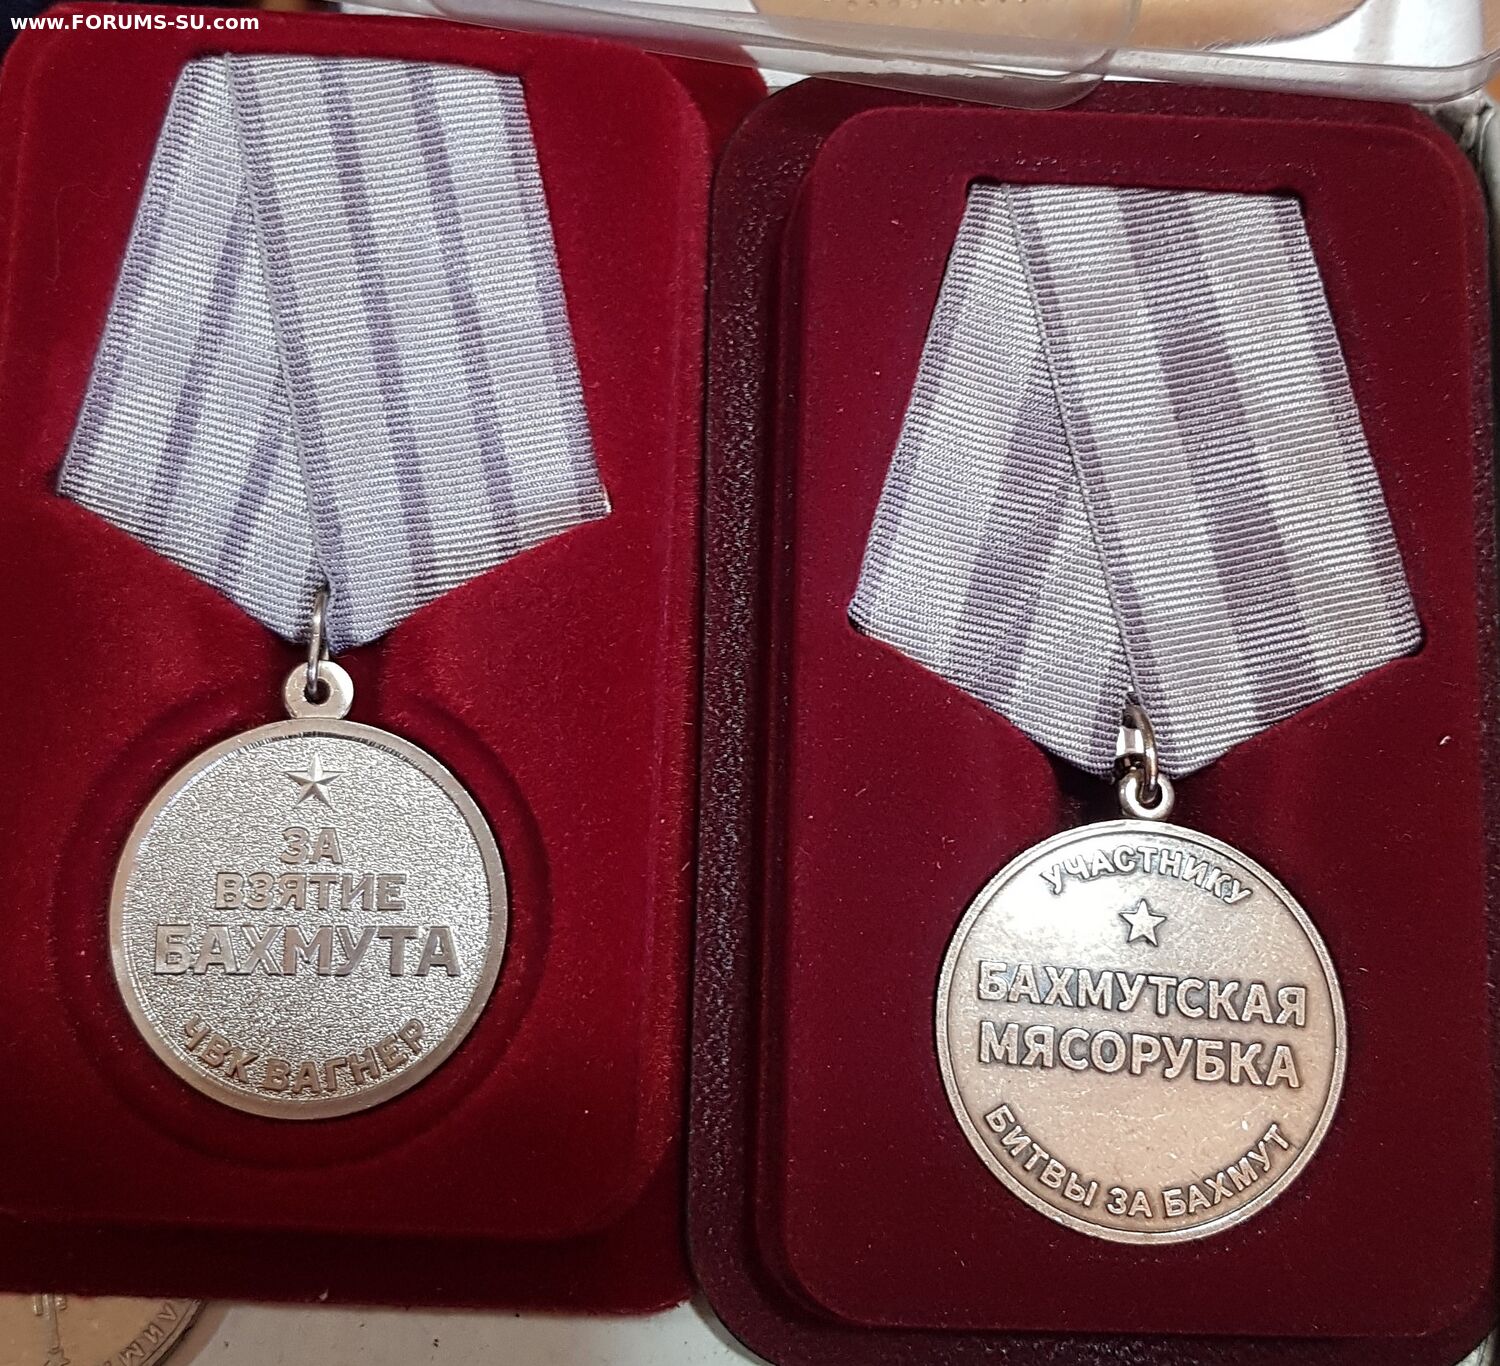 www.FORUMS-SU.com
ЗА
ВЗЯТИЕ
БАХМУТА
ЧВК ВАГНЕР
УЧАСТНИКУ
БАХМУТСКАЯ
МЯСОРУБКА
БИТВЫ ЗА БАХМУТ